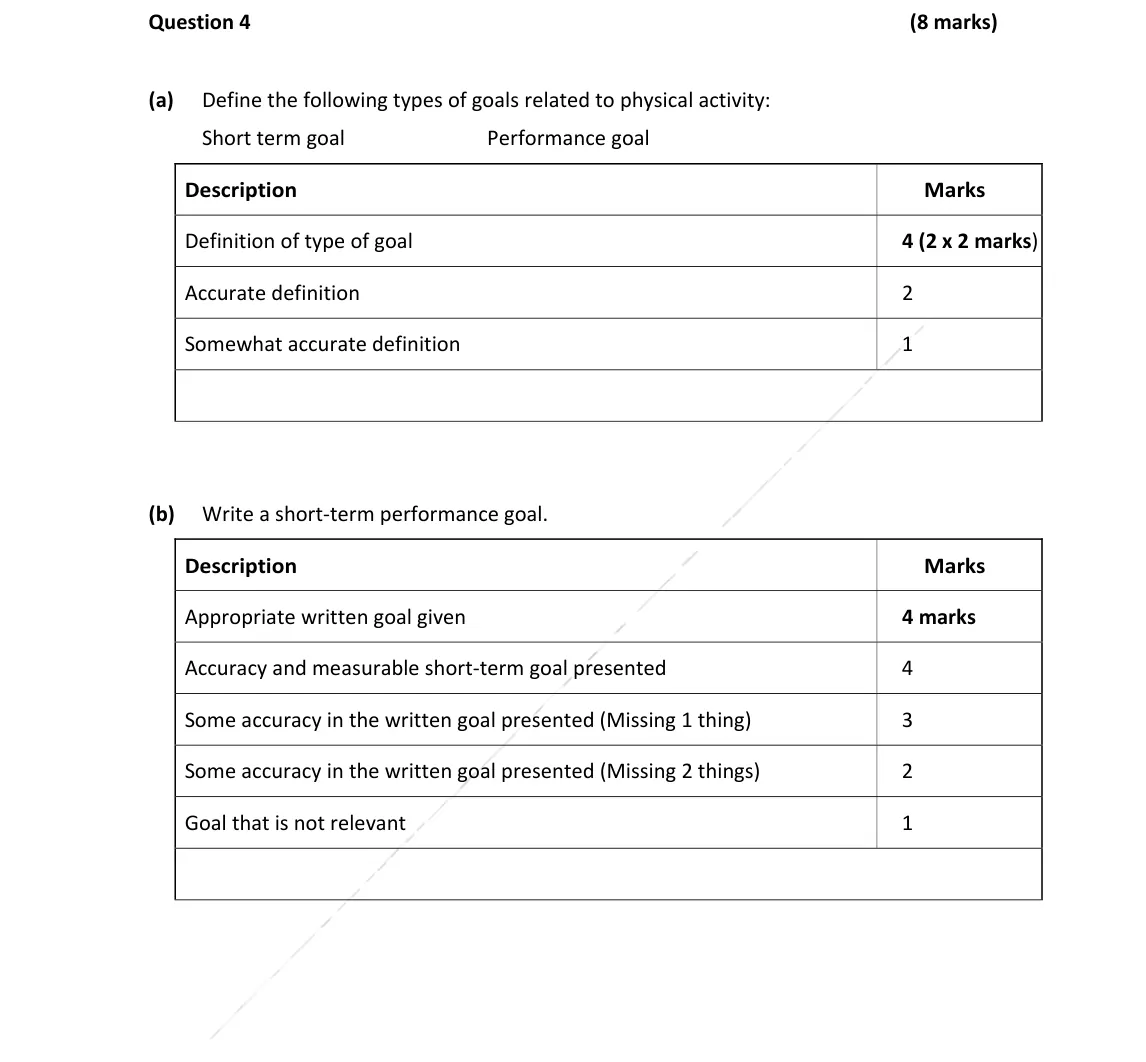 Question 4 (8 marks)
(a) Define the following types of goals related to physical activity:
Short term goal Performance goal
Description Marks
Definition of type of goal 4 (2 x 2 marks)
Accurate definition 2
Somewhat accurate definition 1
(b) Write a short-term performance goal.
Description Marks
Appropriate written goal given 4 marks
Accuracy and measurable short-term goal presented 4
Some accuracy in the written goal presented (Missing 1 thing) 3
Some accuracy in the written goal presented (Missing 2 things) 2
Goal that is not relevant 1